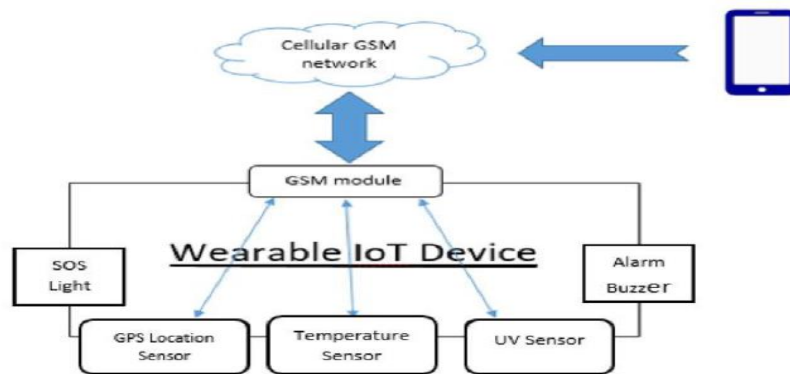 Cellular GSM
network
GSM module
Wearable IoT Device
SOS
Light
Alarm
Buzzer
GPS Location
Sensor
Temperature
Sensor
UV Sensor